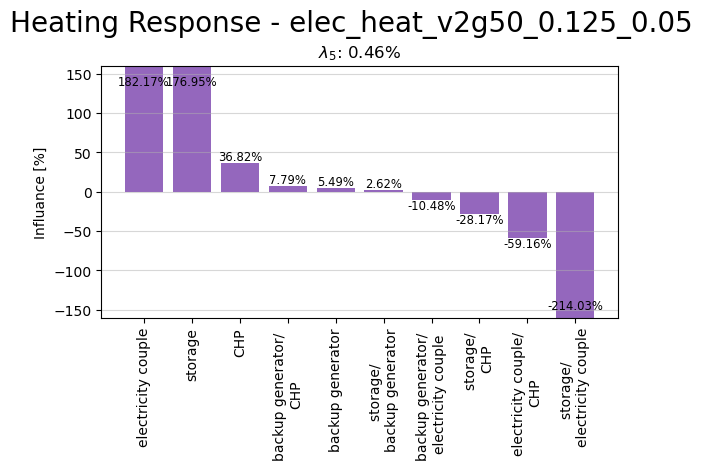 Heating Response - elec_heat_v2g50_0.125_0.05
λ5: 0.46%
Influance [%]
150
100
50
0
−50
−100
−150
182.17%
176.95%
36.82%
7.79%
5.49%
2.62%
-10.48%
-28.17%
-59.16%
-214.03%
electricity couple
storage
CHP
backup generator/
CHP
backup generator
storage/
backup generator
backup generator/
electricity couple
storage/
CHP
electricity couple/
CHP
storage/
electricity couple